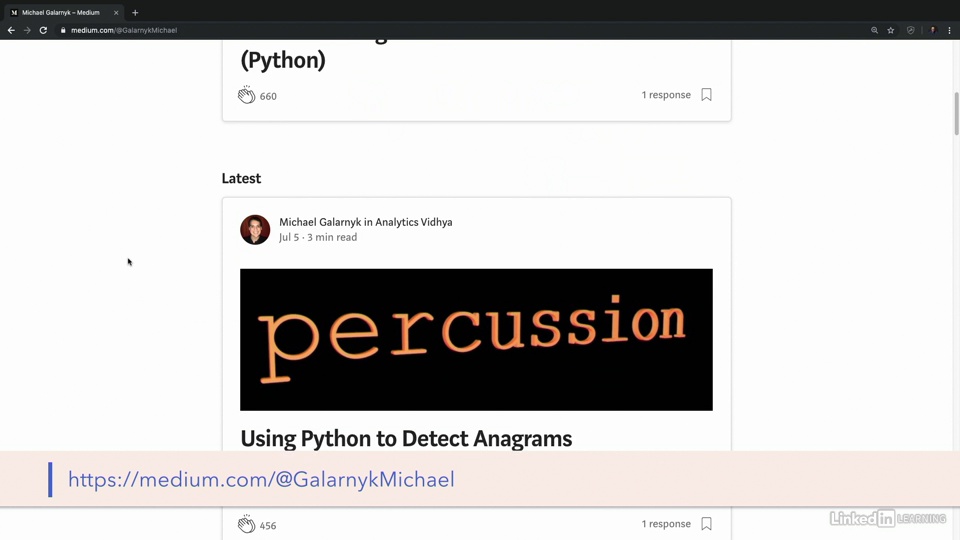 Michael Galarnyk – Medium
medium.com/@GalarnykMichael
(Python)
660
1 response
Latest
Michael Galarnyk in Analytics Vidhya
Jul 5 · 3 min read
percussion
Using Python to Detect Anagrams
https://medium.com/@GalarnykMichael
456
1 response
Linked in LEARNING